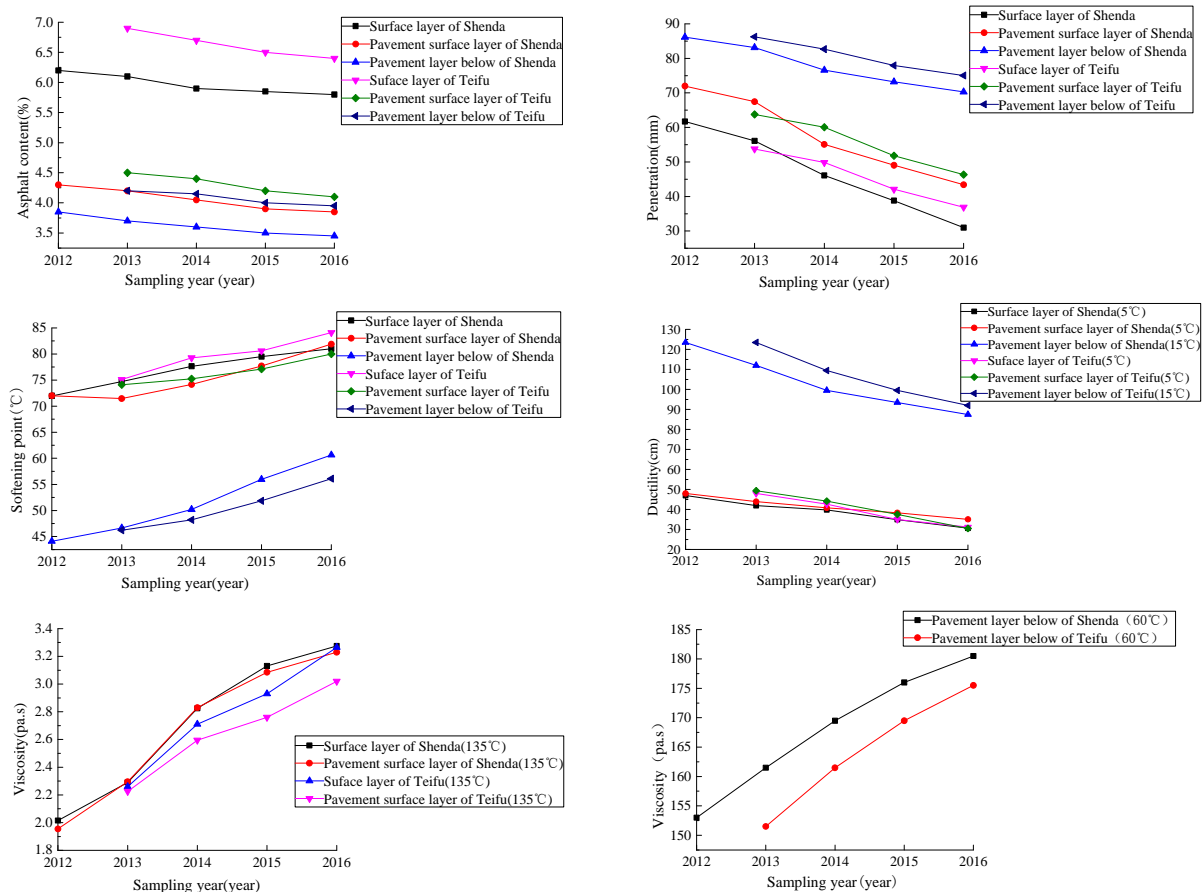 7.0
6.5
6.0
5.5
5.0
4.5
4.0
3.5
Asphalt content(%)
2012 2013 2014 2015 2016
Sampling year (year)
Surface layer of Shenda
Pavement surface layer of Shenda
Pavement layer below of Shenda
Suface layer of Teifu
Pavement surface layer of Teifu
Pavement layer below of Teifu
90
80
70
60
50
40
30
Penetration(mm)
2012 2013 2014 2015 2016
Sampling year (year)
Surface layer of Shenda
Pavement surface layer of Shenda
Pavement layer below of Shenda
Suface layer of Teifu
Pavement surface layer of Teifu
Pavement layer below of Teifu
85
80
75
70
65
60
55
50
45
Softening point(℃)
2012 2013 2014 2015 2016
Sampling year(year)
Surface layer of Shenda
Pavement surface layer of Shenda
Pavement layer below of Shenda
Suface layer of Teifu
Pavement surface layer of Teifu
Pavement layer below of Teifu
130
120
110
100
90
80
70
60
50
40
30
20
Ductility(cm)
2012 2013 2014 2015 2016
Sampling year(year)
Surface layer of Shenda(5℃)
Pavement surface layer of Shenda(5℃)
Pavement layer below of Shenda(15℃)
Suface layer of Teifu(5℃)
Pavement surface layer of Teifu(5℃)
Pavement layer below of Teifu(15℃)
3.4
3.2
3.0
2.8
2.6
2.4
2.2
2.0
1.8
Viscosity(pa.s)
2012 2013 2014 2015 2016
Sampling year(year)
Surface layer of Shenda(135℃)
Pavement surface layer of Shenda(135℃)
Suface layer of Teifu(135℃)
Pavement surface layer of Teifu(135℃)
185
180
175
170
165
160
155
150
Viscosity（pa.s）
2012 2013 2014 2015 2016
Sampling year（year）
Pavement layer below of Shenda（60℃）
Pavement layer below of Teifu（60℃）